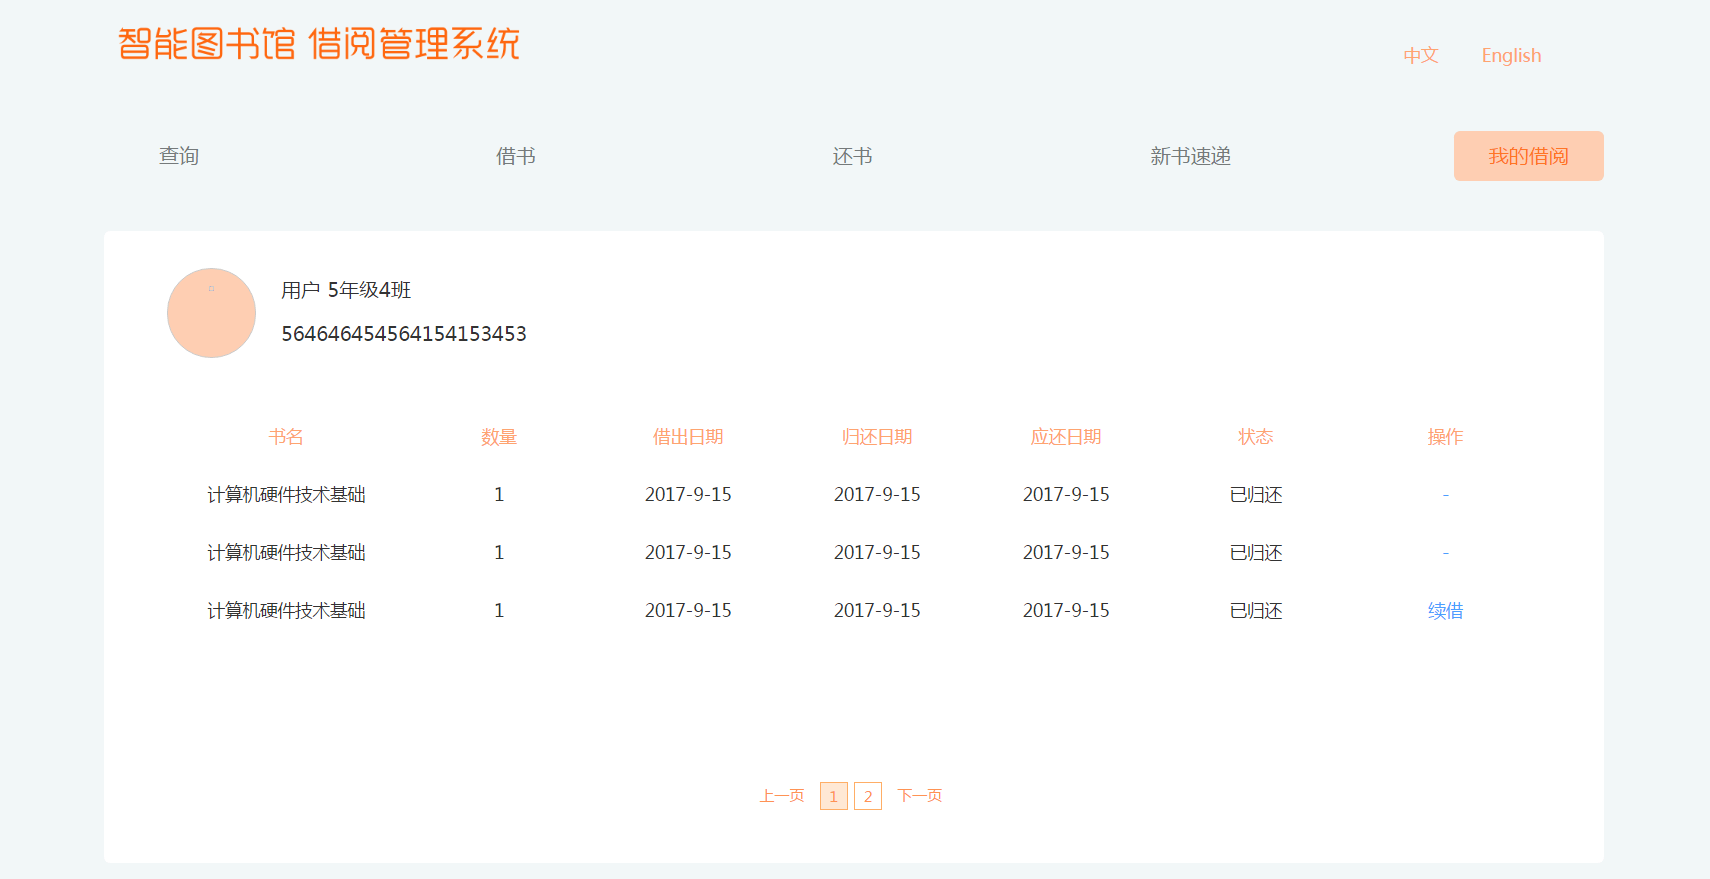 智能图书馆 借阅管理系统
中文 English
查询 借书 还书 新书速递 我的借阅
用户 5年级4班
564646454564154153453
书名 数量 借出日期 归还日期 应还日期 状态 操作
计算机硬件技术基础 1 2017-9-15 2017-9-15 2017-9-15 已归还 -
计算机硬件技术基础 1 2017-9-15 2017-9-15 2017-9-15 已归还 -
计算机硬件技术基础 1 2017-9-15 2017-9-15 2017-9-15 已归还 续借
上一页 1 2 下一页